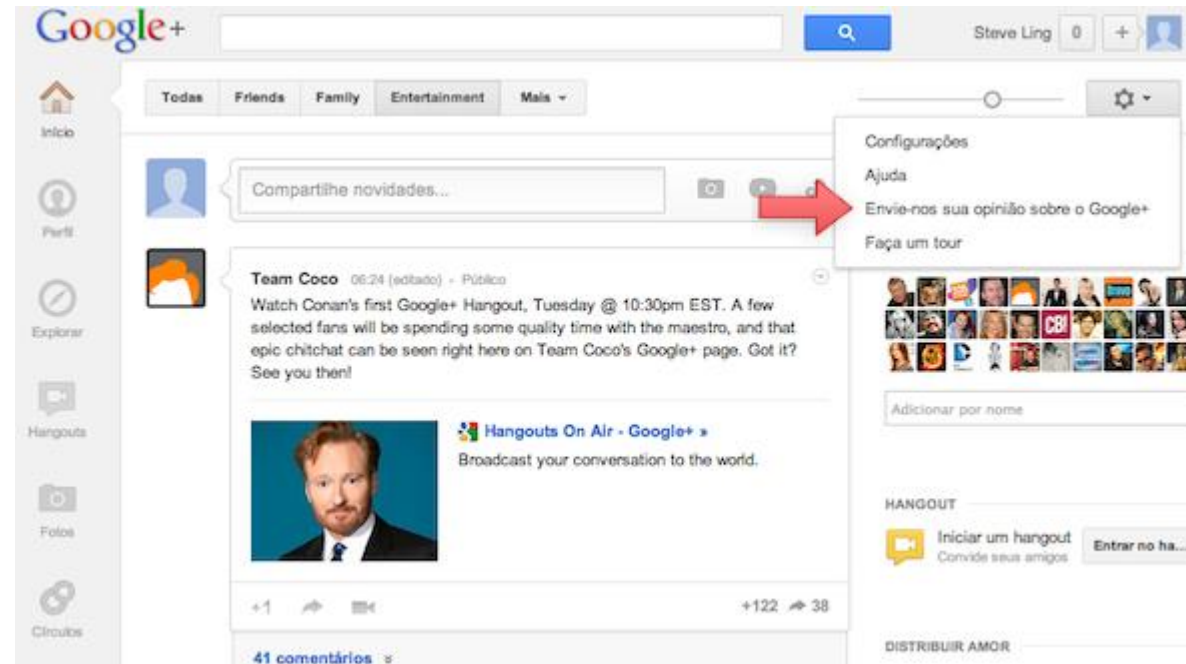 Google+
Steve Ling 0 +
Todas Friends Family Entertainment Mais
Configurações
Ajuda
Envie-nos sua opinião sobre o Google+
Faça um tour
Início
Perfil
Explorar
Hangouts
Fotos
Círculos
Compartilhe novidades...
Team Coco 06:24 (editado) - Público
Watch Conan's first Google+ Hangout, Tuesday @ 10:30pm EST. A few
selected fans will be spending some quality time with the maestro, and that
epic chitchat can be seen right here on Team Coco's Google+ page. Got it?
See you then!
Hangouts On Air - Google+ »
Broadcast your conversation to the world.
+1
+122 38
41 comentários
CBI
Adicionar por nome
HANGOUT
Iniciar um hangout
Convide seus amigos
Entrar no ha...
DISTRIBUIR AMOR